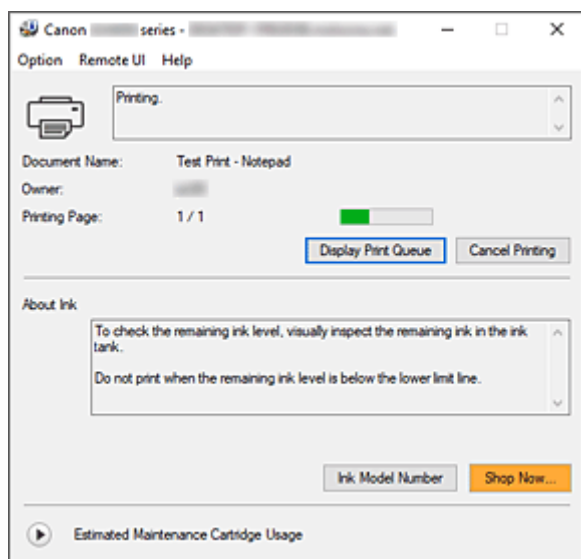 Canon series -
Option Remote UI Help
Printing.
Document Name: Test Print - Notepad
Owner:
Printing Page: 1 / 1
Display Print Queue Cancel Printing
About Ink
To check the remaining ink level, visually inspect the remaining ink in the ink
tank.
Do not print when the remaining ink level is below the lower limit line.
Ink Model Number Shop Now...
Estimated Maintenance Cartridge Usage